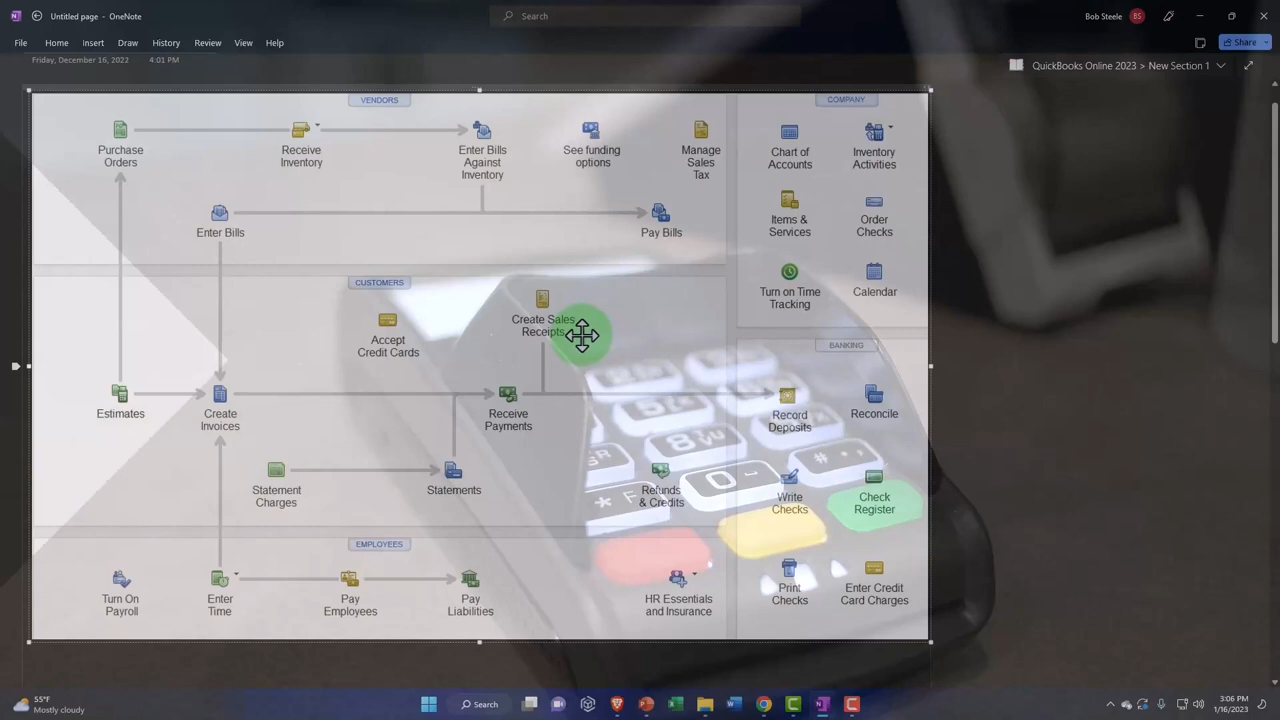 Untitled page - OneNote
Search
Bob Steele
BS
File
Home
Insert
Draw
History
Review
View
Help
Share
Friday, December 16, 2022
4:01 PM
QuickBooks Online 2023 > New Section 1
VENDORS
COMPANY
Purchase
Orders
Receive
Inventory
Enter Bills
Against
Inventory
See funding
options
Manage
Sales
Tax
Chart of
Accounts
Inventory
Activities
Enter Bills
Pay Bills
Items &
Services
Order
Checks
CUSTOMERS
Turn on Time
Tracking
Calendar
Accept
Credit Cards
Create Sales
Receipts
BANKING
Estimates
Create
Invoices
Receive
Payments
Record
Deposits
Reconcile
Statement
Charges
Statements
Refunds
& Credits
Write
Checks
Check
Register
EMPLOYEES
Turn On
Payroll
Enter
Time
Pay
Employees
Pay
Liabilities
HR Essentials
and Insurance
Print
Checks
Enter Credit
Card Charges
55°F
Mostly cloudy
Search
3:06 PM
1/16/2023